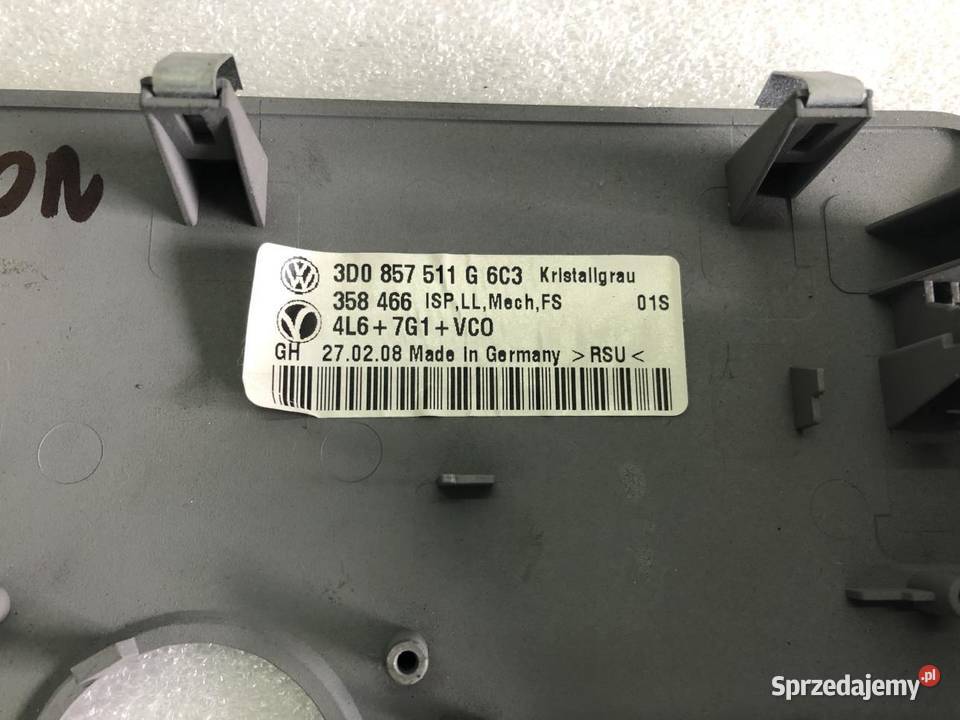 ON
3D0 857 511 G 6C3 Kristallgrau
358 466 ISP,LL,Mech,FS 01S
4L6+7G1+VCO
GH 27.02.08 Made In Germany >RSU<
Sprzedajemy.pl